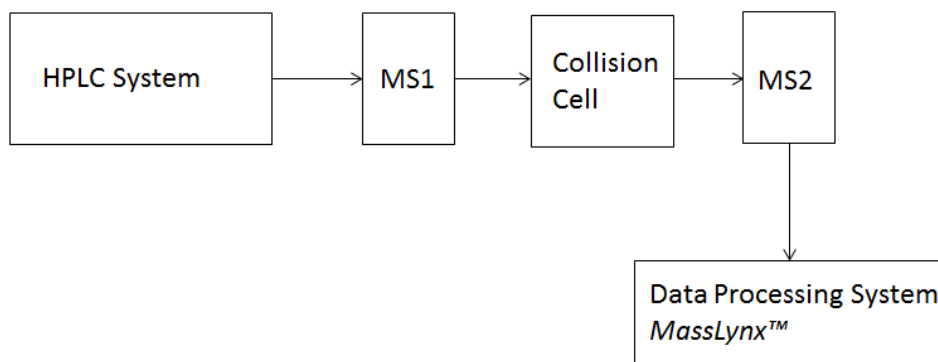 HPLC System
MS1
Collision
Cell
MS2
Data Processing System
MassLynx™